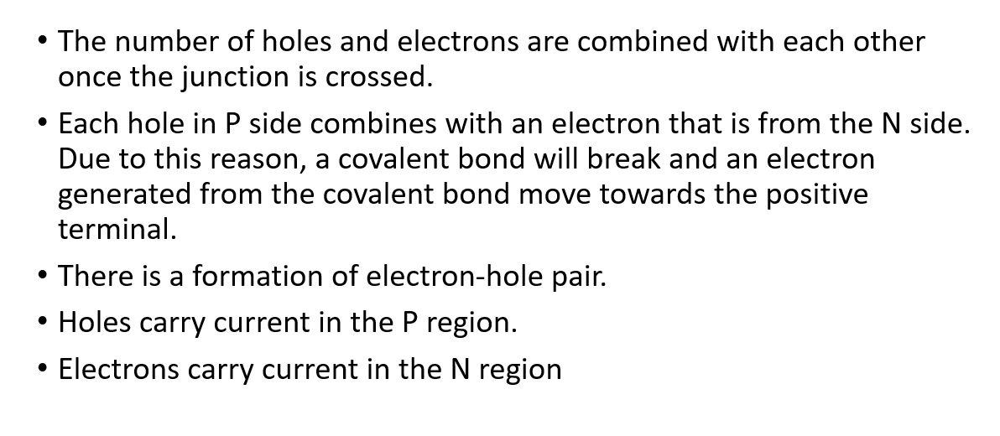 • The number of holes and electrons are combined with each other
once the junction is crossed.
• Each hole in P side combines with an electron that is from the N side.
Due to this reason, a covalent bond will break and an electron
generated from the covalent bond move towards the positive
terminal.
• There is a formation of electron-hole pair.
• Holes carry current in the P region.
• Electrons carry current in the N region